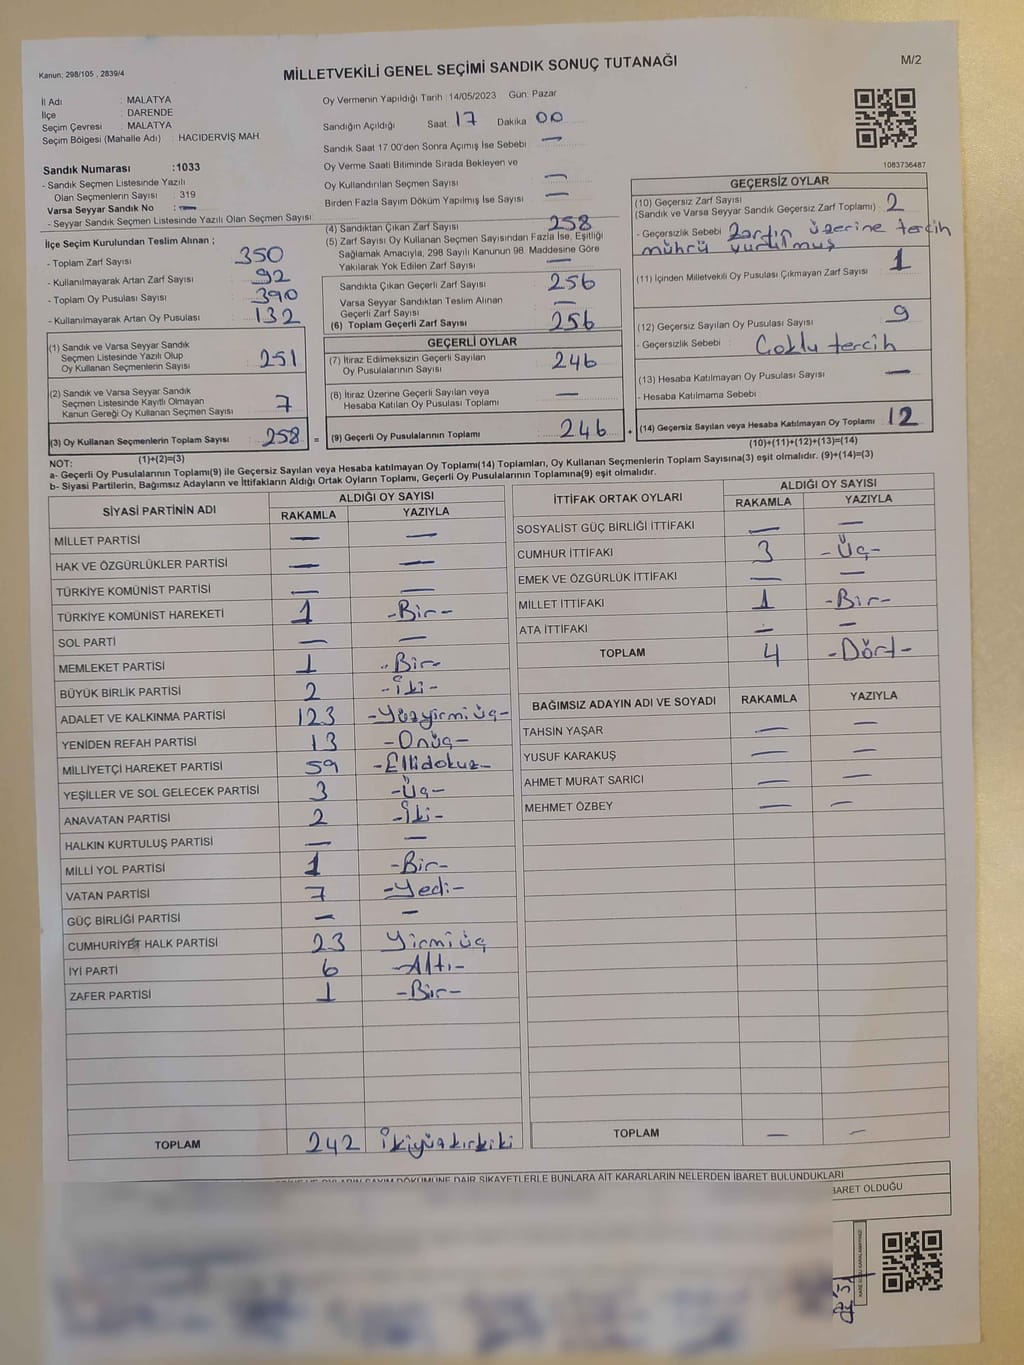 Kanun; 298/105 , 2839/4
MİLLETVEKİLİ GENEL SEÇİMİ SANDIK SONUÇ TUTANAĞI
M/2
İl Adı : MALATYA
İlçe : DARENDE
Seçim Çevresi : MALATYA
Seçim Bölgesi (Mahalle Adı) : HACIDERVİŞ MAH.
Sandık Numarası :1033
- Sandık Seçmen Listesinde Yazılı
Olan Seçmenlerin Sayısı : 319
Varsa Seyyar Sandık No : —
- Seyyar Sandık Seçmen Listesinde Yazılı Olan Seçmen Sayısı
Oy Vermenin Yapıldığı Tarih :14/05/2023 Gün: Pazar
Sandığın Açıldığı Saat: 17 Dakika 00
Sandık Saat 17.00'den Sonra Açımış İse Sebebi —
Oy Verme Saati Bitiminde Sırada Bekleyen ve
Oy Kullandırılan Seçmen Sayısı —
Birden Fazla Sayım Döküm Yapılmış İse Sayısı —
1083736487
İlçe Seçim Kurulundan Teslim Alınan ;
- Toplam Zarf Sayısı : 350
- Kullanılmayarak Artan Zarf Sayısı : 92
- Toplam Oy Pusulası Sayısı : 390
- Kullanılmayarak Artan Oy Pusulası : 132
(1) Sandık ve Varsa Seyyar Sandık
Seçmen Listesinde Yazılı Olup
Oy Kullanan Seçmenlerin Sayısı : 251
(2) Sandık ve Varsa Seyyar Sandık
Seçmen Listesinde Kayıtlı Olmayan
Kanun Gereği Oy Kullanan Seçmen Sayısı : 7
(3) Oy Kullanan Seçmenlerin Toplam Sayısı : 258 =
(1)+(2)=(3)
(4) Sandıktan Çıkan Zarf Sayısı 258
(5) Zarf Sayısı Oy Kullanan Seçmen Sayısından Fazla İse, Eşitliği
Sağlamak Amacıyla, 298 Sayılı Kanunun 98. Maddesine Göre
Yakılarak Yok Edilen Zarf Sayısı —
Sandıkta Çıkan Geçerli Zarf Sayısı : 256
Varsa Seyyar Sandıktan Teslim Alınan
Geçerli Zarf Sayısı : —
(6) Toplam Geçerli Zarf Sayısı : 256
GEÇERLİ OYLAR
(7) İtiraz Edilmeksizin Geçerli Sayılan
Oy Pusulalarının Sayısı : 246
(8) İtiraz Üzerine Geçerli Sayılan veya
Hesaba Katılan Oy Pusulası Toplamı : —
(9) Geçerli Oy Pusulalarının Toplamı : 246 +
GEÇERSİZ OYLAR
(10) Geçersiz Zarf Sayısı
(Sandık ve Varsa Seyyar Sandık Geçersiz Zarf Toplamı) : 2
- Geçersizlik Sebebi : Zarfın üzerine tercih
mührü vurulmuş
(11) İçinden Milletvekili Oy Pusulası Çıkmayan Zarf Sayısı : 1
(12) Geçersiz Sayılan Oy Pusulası Sayısı : 9
- Geçersizlik Sebebi : Çoklu tercih
(13) Hesaba Katılmayan Oy Pusulası Sayısı : —
- Hesaba Katılmama Sebebi
(14) Geçersiz Sayılan veya Hesaba Katılmayan Oy Toplamı : 12
(10)+(11)+(12)+(13)=(14)
NOT:
a- Geçerli Oy Pusulalarının Toplamı(9) ile Geçersiz Sayılan veya Hesaba katılmayan Oy Toplamı(14) Toplamları, Oy Kullanan Seçmenlerin Toplam Sayısına(3) eşit olmalıdır. (9)+(14)=(3)
b- Siyasi Partilerin, Bağımsız Adayların ve İttifakların Aldığı Ortak Oyların Toplamı, Geçerli Oy Pusulalarının Toplamına(9) eşit olmalıdır.
SİYASİ PARTİNİN ADI ALDIĞI OY SAYISI
RAKAMLA YAZIYLA
MİLLET PARTİSI — —
HAK VE ÖZGÜRLÜKLER PARTİSİ — —
TÜRKİYE KOMÜNİST PARTİSİ — —
TÜRKİYE KOMÜNİST HAREKETİ 1 -Bir-
SOL PARTİ — —
MEMLEKET PARTİSİ 1 -Bir-
BÜYÜK BİRLİK PARTİSİ 2 -İki-
ADALET VE KALKINMA PARTİSİ 123 -Yüzyirmiüç-
YENİDEN REFAH PARTİSİ 13 -Onüç-
MİLLİYETÇİ HAREKET PARTİSİ 59 -Ellidokuz-
YEŞİLLER VE SOL GELECEK PARTİSİ 3 -Üç-
ANAVATAN PARTİSİ 2 -İki-
HALKIN KURTULUŞ PARTİSİ — —
MİLLİ YOL PARTİSİ 1 -Bir-
VATAN PARTİSİ 7 -Yedi-
GÜÇ BİRLİĞİ PARTİSİ — —
CUMHURİYET HALK PARTİSİ 23 Yirmiüç
İYİ PARTİ 6 -Altı-
ZAFER PARTİSİ 1 -Bir-
TOPLAM 242 İkiyüzkırkiki
İTTİFAK ORTAK OYLARI ALDIĞI OY SAYISI
RAKAMLA YAZIYLA
SOSYALİST GÜÇ BİRLİĞİ İTTİFAKI — —
CUMHUR İTTİFAKI 3 -Üç-
EMEK VE ÖZGÜRLÜK İTTİFAKI — —
MİLLET İTTİFAKI 1 -Bir-
ATA İTTİFAKI — —
TOPLAM 4 -Dört-
BAĞIMSIZ ADAYIN ADI VE SOYADI RAKAMLA YAZIYLA
TAHSİN YAŞAR — —
YUSUF KARAKUŞ — —
AHMET MURAT SARICI — —
MEHMET ÖZBEY — —
TOPLAM — —
SAYIM DÖKÜMÜNE DAİR ŞİKAYETLERLE BUNLARA AİT KARARLARIN NELERDEN İBARET BULUNDUKLARI
BARET OLDUĞU